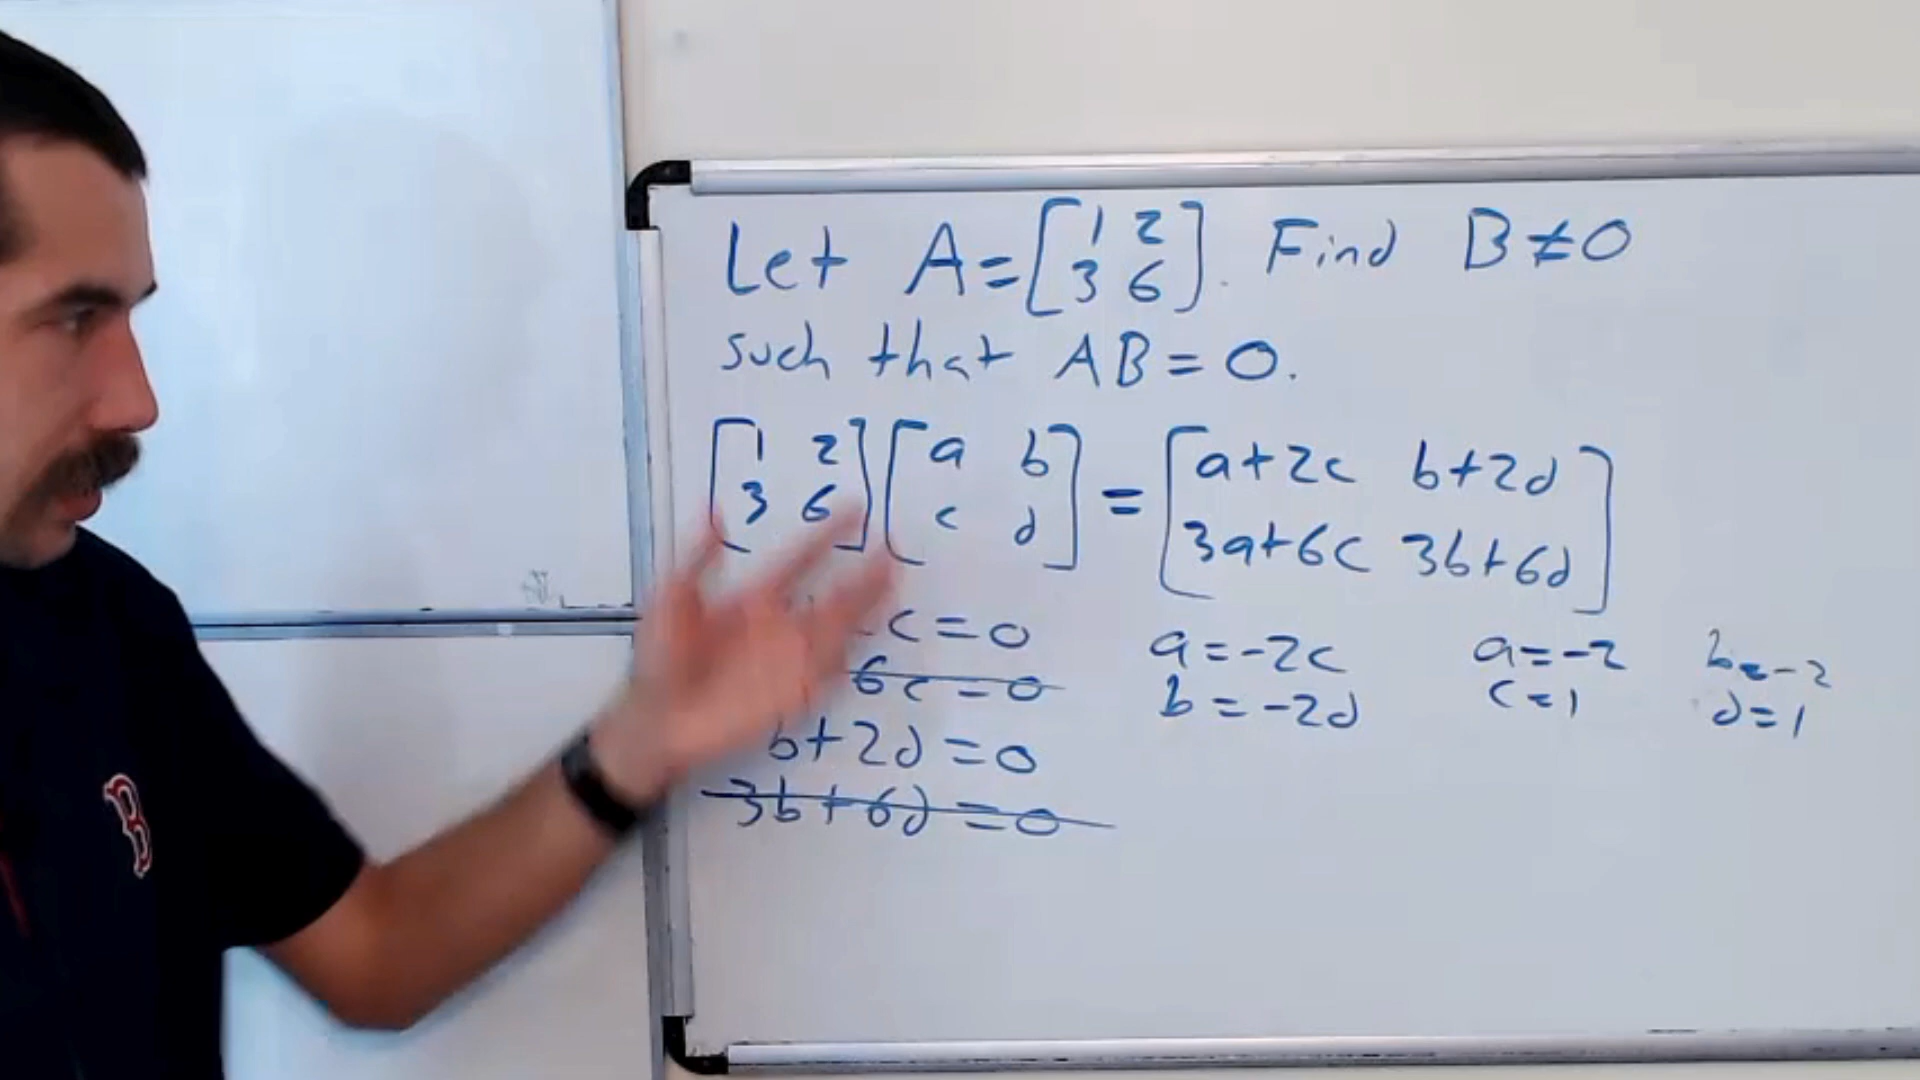 Let A = [1 2 3 6]. Find B ≠ 0
such that AB = 0.
[1 2 3 6] [a b c d] = [a+2c b+2d 3a+6c 3b+6d]
c=0
6c=0
b+2d=0
3b+6d=0
a=-2c
b=-2d
a=-2
c=1
b=-2
d=1
B